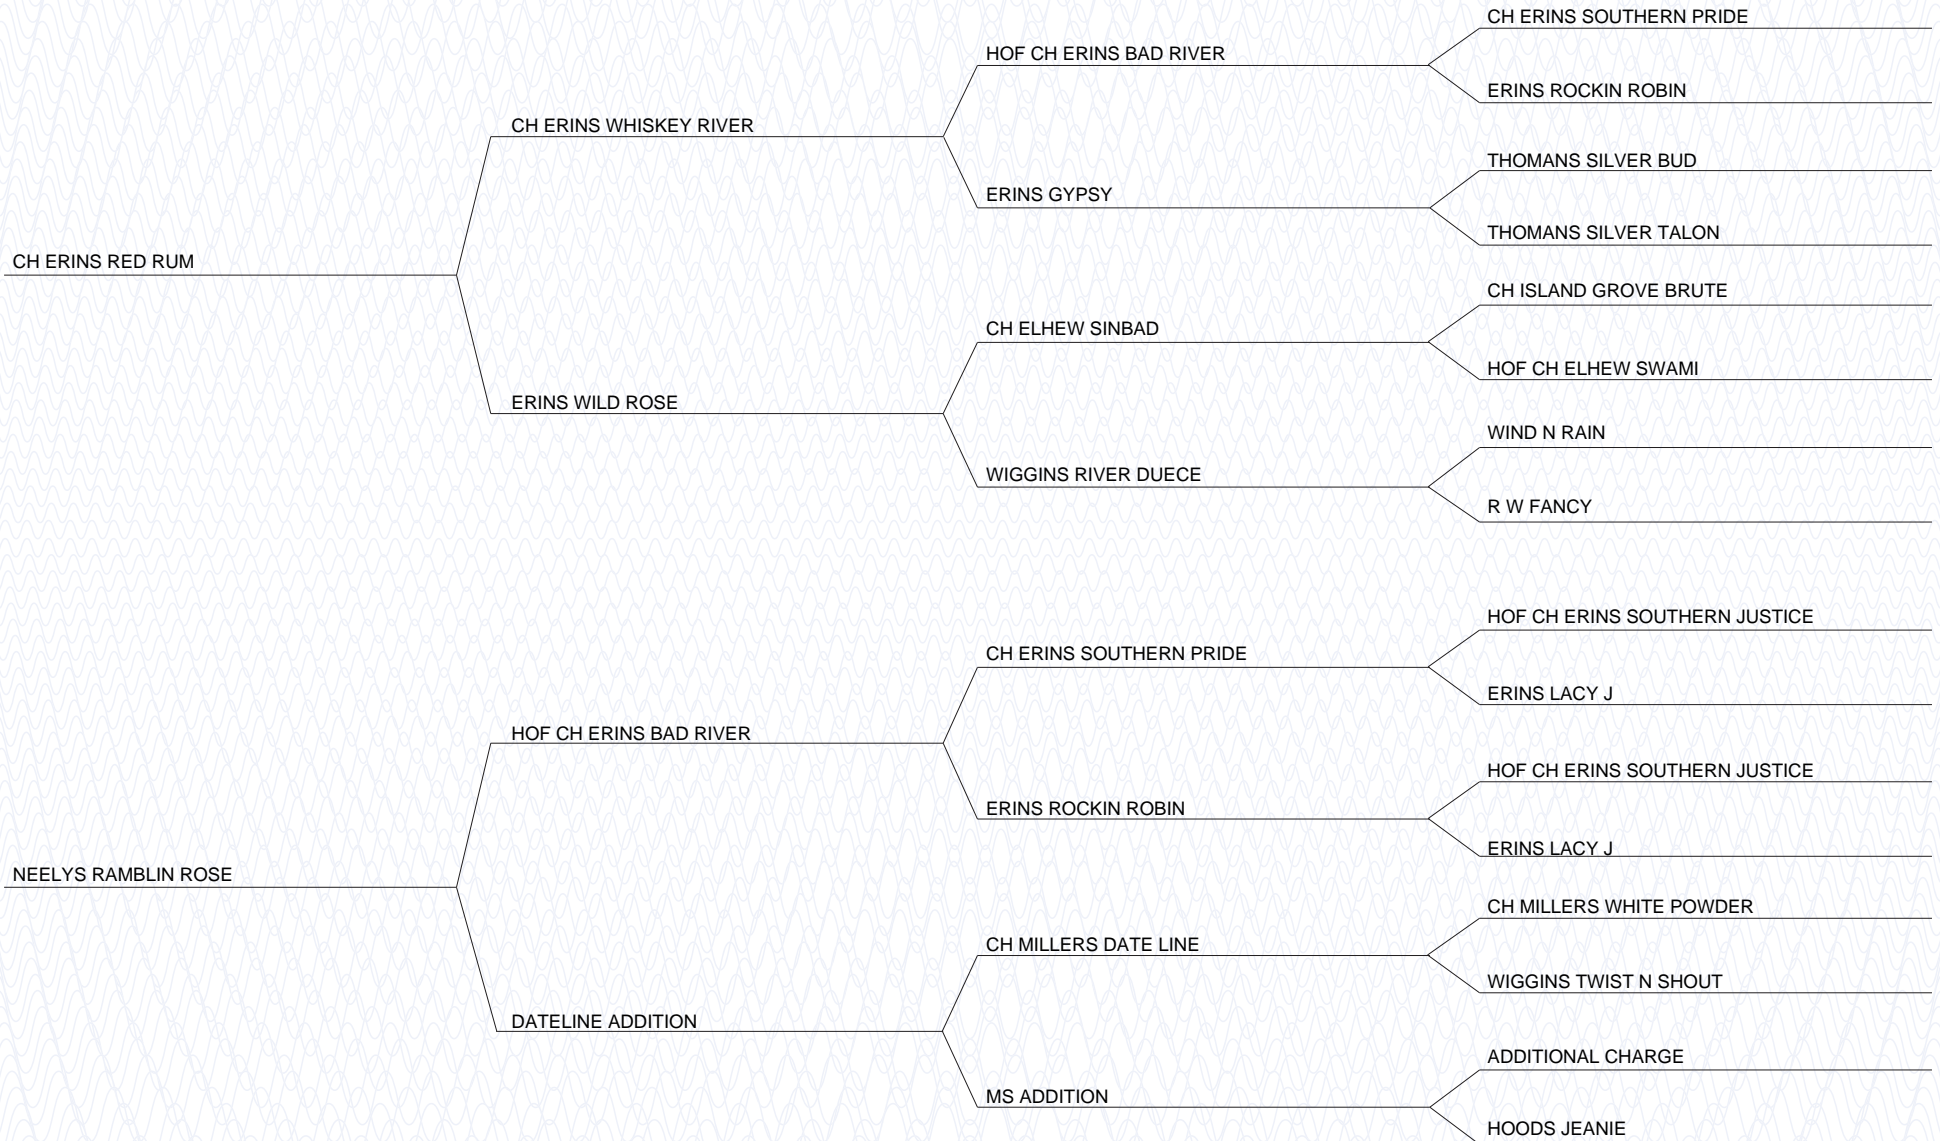 CH ERINS SOUTHERN PRIDE
HOF CH ERINS BAD RIVER
ERINS ROCKIN ROBIN
CH ERINS WHISKEY RIVER
THOMANS SILVER BUD
ERINS GYPSY
THOMANS SILVER TALON
CH ERINS RED RUM
CH ISLAND GROVE BRUTE
CH ELHEW SINBAD
HOF CH ELHEW SWAMI
ERINS WILD ROSE
WIND N RAIN
WIGGINS RIVER DUECE
R W FANCY
HOF CH ERINS SOUTHERN JUSTICE
CH ERINS SOUTHERN PRIDE
ERINS LACY J
HOF CH ERINS BAD RIVER
HOF CH ERINS SOUTHERN JUSTICE
ERINS ROCKIN ROBIN
ERINS LACY J
NEELYS RAMBLIN ROSE
CH MILLERS WHITE POWDER
CH MILLERS DATE LINE
WIGGINS TWIST N SHOUT
DATELINE ADDITION
ADDITIONAL CHARGE
MS ADDITION
HOODS JEANIE